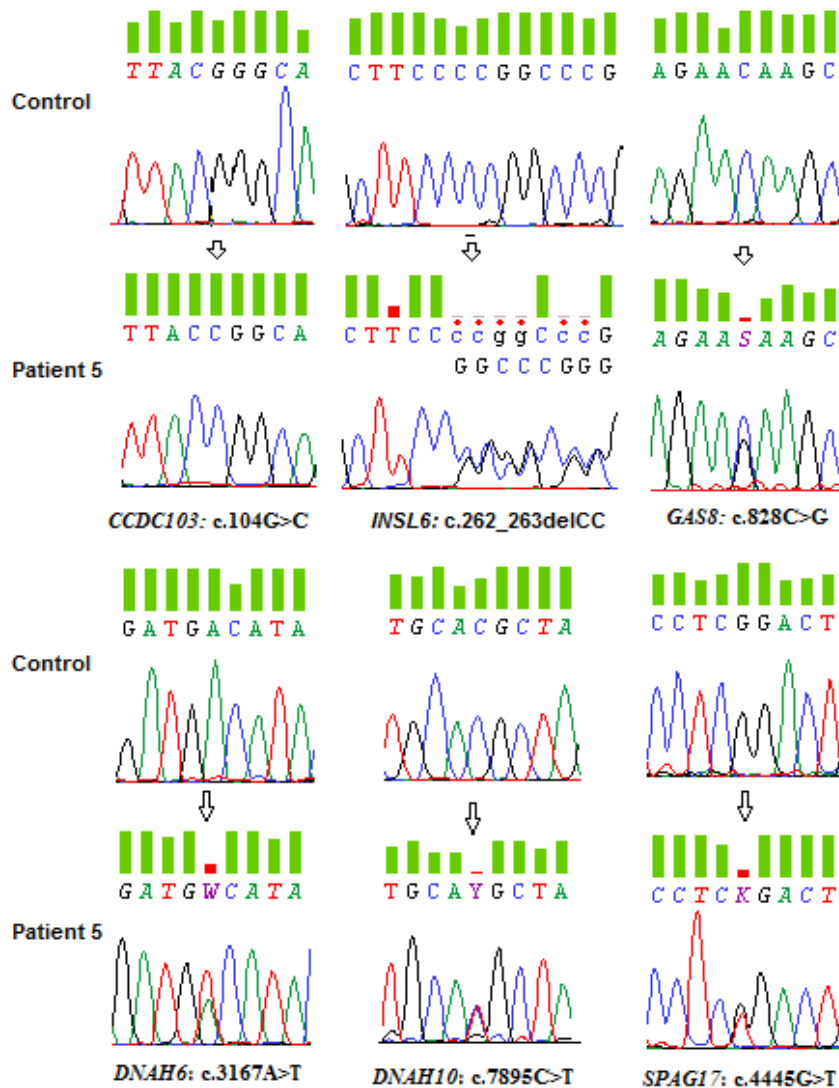 TTACGGGCA CTTCCCCGGCCCG AGAACAAGC
Control
TTACCGGCA CTTTCCCCggCCCG AGAASAAGC
GGCCCGGG
Patient 5
CCDC103: c.104G>C INSL6: c.262_263delCC GAS8: c.828C>G
GATGACATA TGCACGCTA CCTCGGACT
Control
GATGWCATA TGCAYGCTA CCTCKGACT
Patient 5
DNAH6: c.3167A>T DNAH10: c.7895C>T SPAG17: c.4445G>T